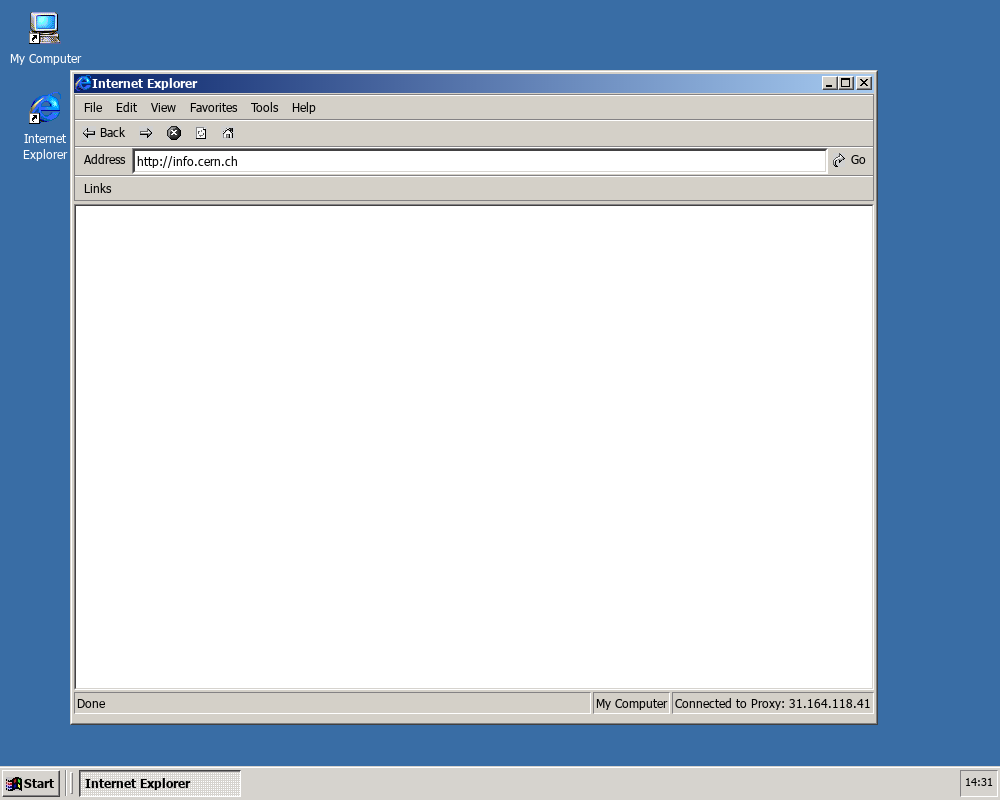 My Computer
Internet Explorer
Internet
Explorer
File Edit View Favorites Tools Help
Back
Address http://info.cern.ch Go
Links
Done My Computer Connected to Proxy: 31.164.118.41
Start Internet Explorer 14:31